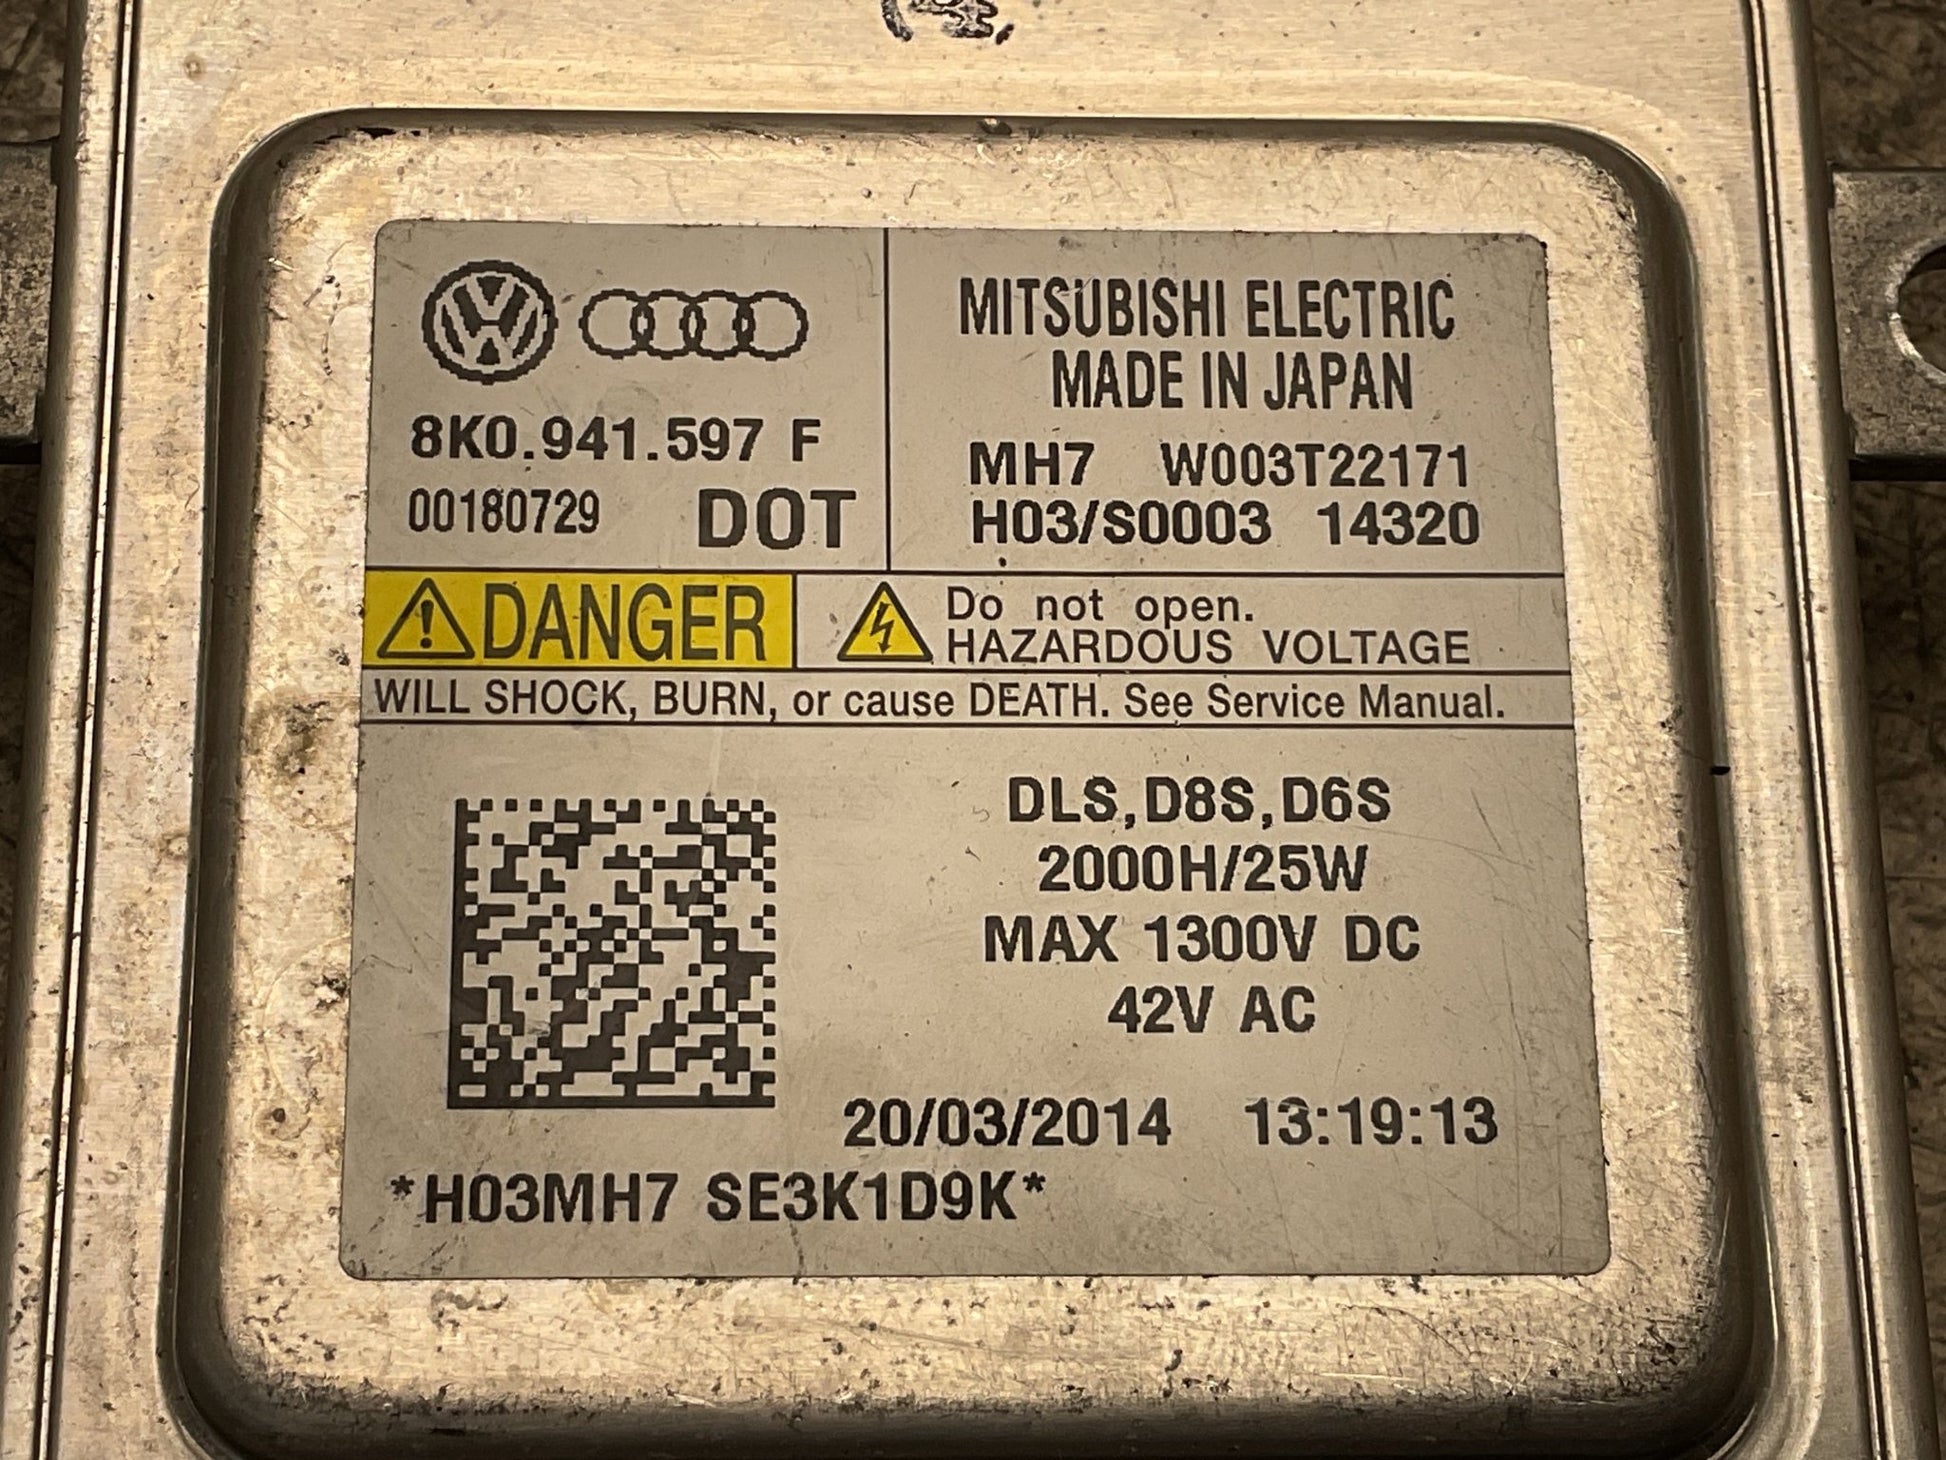 8K0.941.597 F
00180729 DOT
MITSUBISHI ELECTRIC
MADE IN JAPAN
MH7 W003T22171
H03/S0003 14320
DANGER
Do not open.
HAZARDOUS VOLTAGE
WILL SHOCK, BURN, or cause DEATH. See Service Manual.
DLS,D8S,D6S
2000H/25W
MAX 1300V DC
42V AC
20/03/2014 13:19:13
*H03MH7 SE3K1D9K*